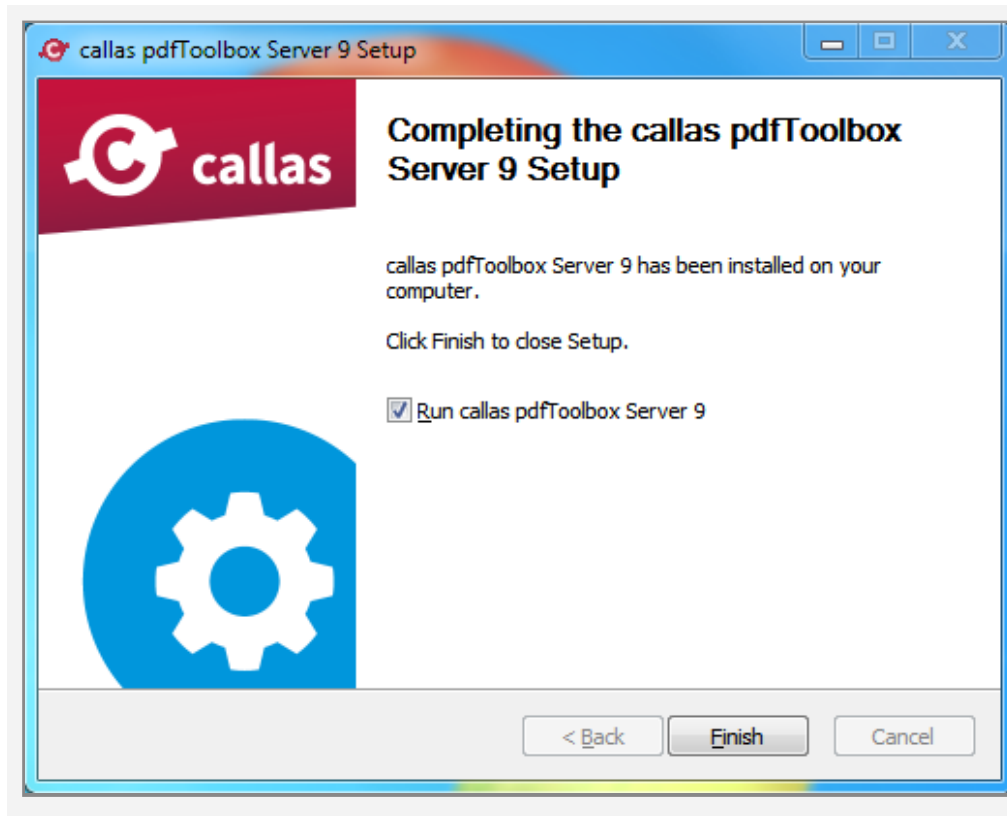 callas pdfToolbox Server 9 Setup
callas
Completing the callas pdfToolbox
Server 9 Setup
callas pdfToolbox Server 9 has been installed on your
computer.
Click Finish to close Setup.
Run callas pdfToolbox Server 9
< Back
Finish
Cancel